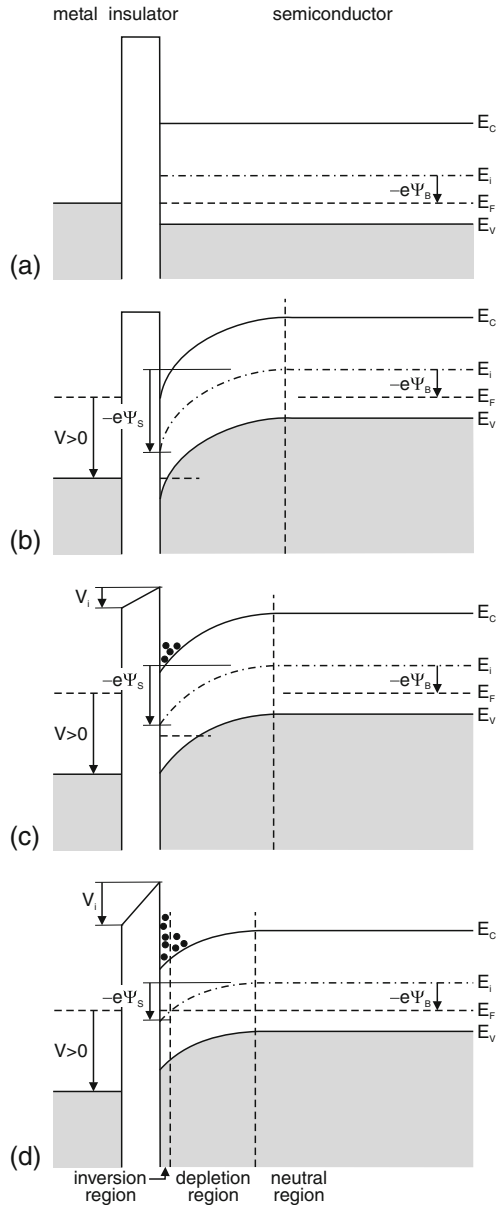 metal insulator semiconductor
E_C
E_i
−eΨ_B
E_F
E_V
(a)
E_C
E_i
−eΨ_B
−eΨ_S
E_F
V>0
E_V
(b)
V_i
E_C
E_i
−eΨ_S
−eΨ_B
E_F
V>0
E_V
(c)
V_i
E_C
E_i
−eΨ_S
−eΨ_B
E_F
V>0
E_V
(d)
inversion region
depletion region
neutral region